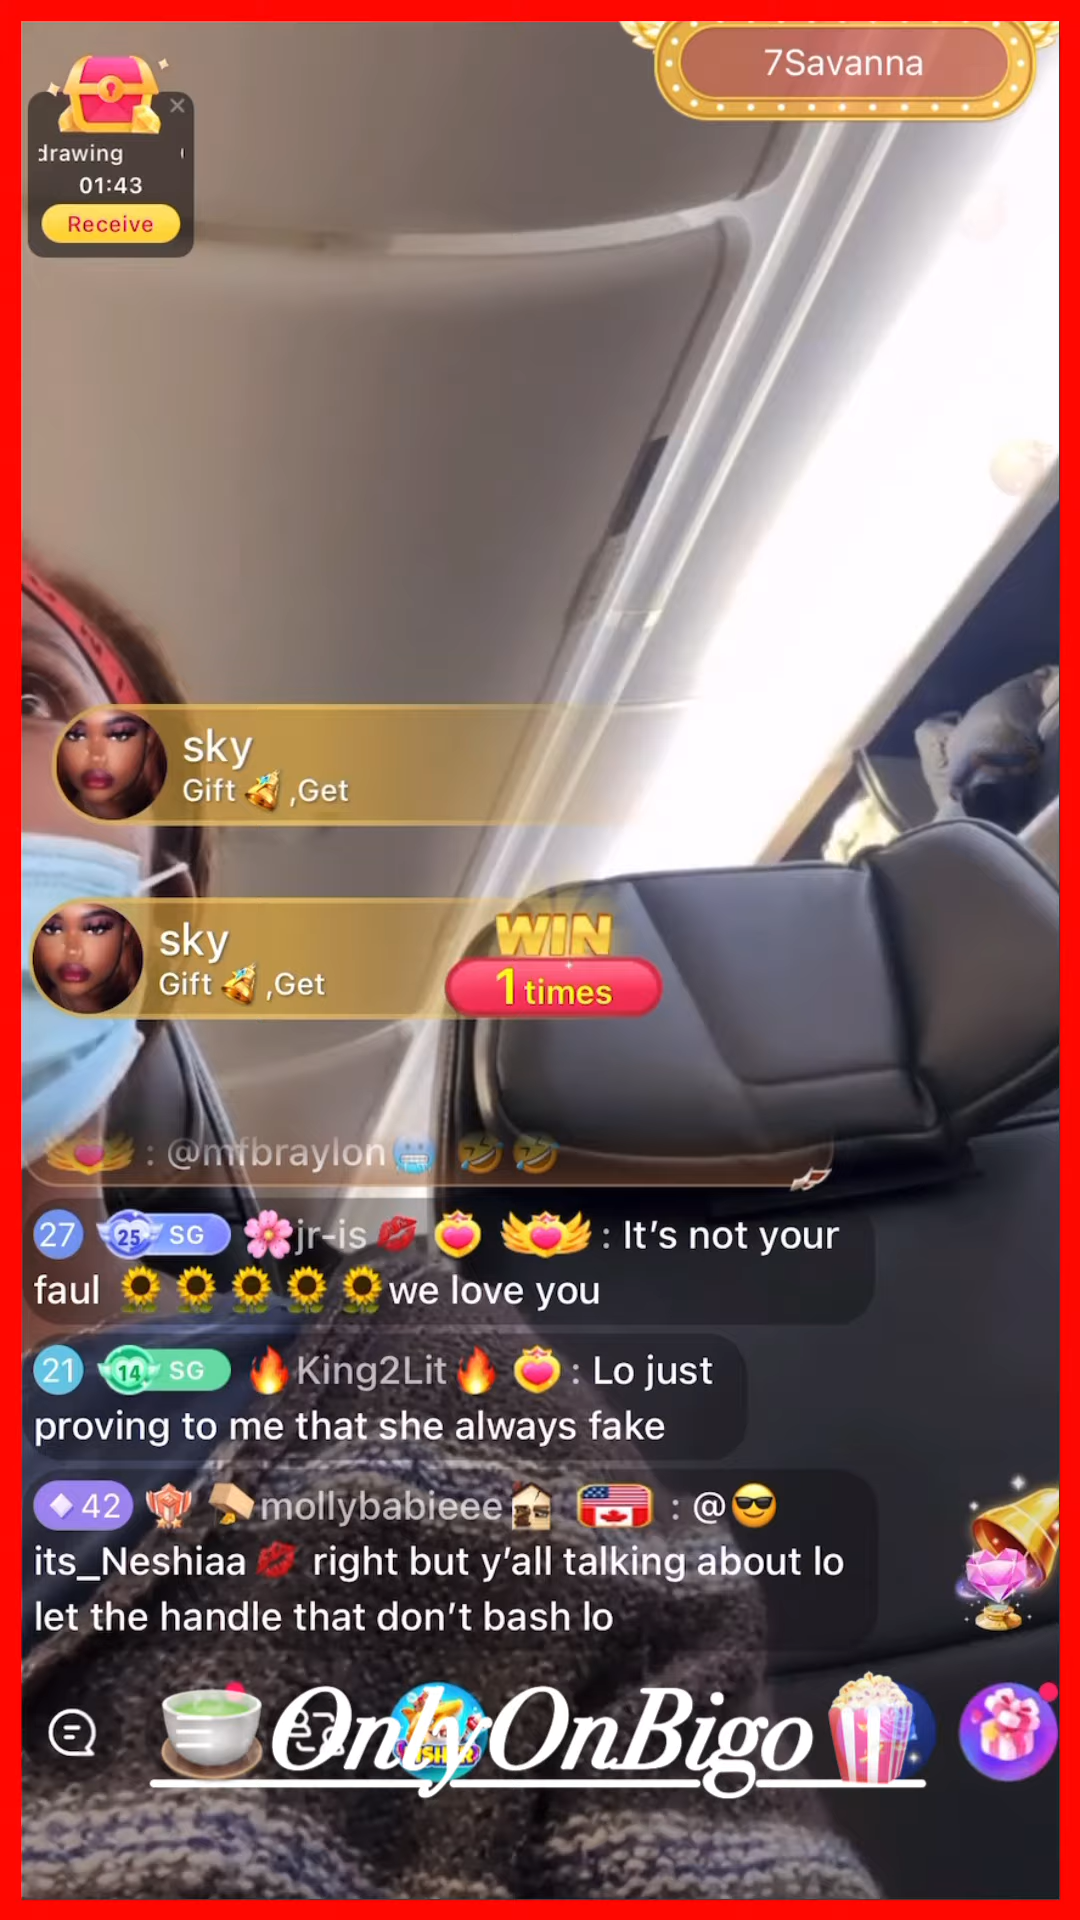 7Savanna
drawing
01:43
Receive
sky
Gift ,Get
sky
Gift ,Get
WIN
1 times
: @mfbraylon🥶 🤣 🤣
27 25 SG 🌸jr-is💋 : It’s not your
faul 🌻 🌻 🌻 🌻 🌻we love you
21 14 SG 🔥King2Lit🔥 : Lo just
proving to me that she always fake
42 mollybabieee : @😎
its_Neshiaa💋 right but y’all talking about lo
let the handle that don’t bash lo
OnlyOnBigo